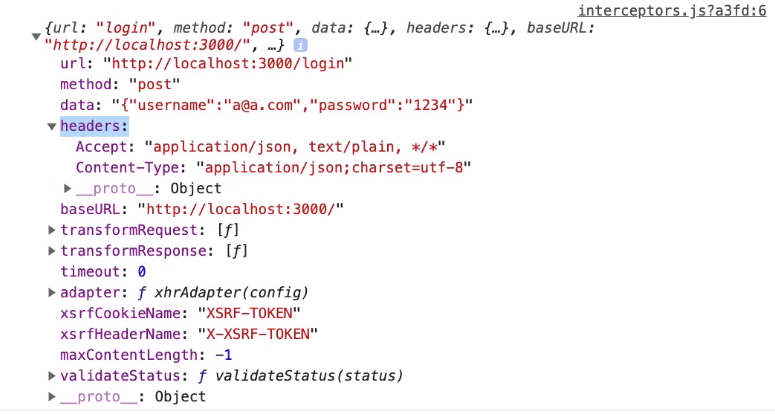 interceptors.js?a3fd:6
{url: "login", method: "post", data: {…}, headers: {…}, baseURL:
"http://localhost:3000/", …} i
url: "http://localhost:3000/login"
method: "post"
data: "{"username":"a@a.com","password":"1234"}"
headers:
Accept: "application/json, text/plain, */*"
Content-Type: "application/json;charset=utf-8"
__proto__: Object
baseURL: "http://localhost:3000/"
transformRequest: [ƒ]
transformResponse: [ƒ]
timeout: 0
adapter: ƒ xhrAdapter(config)
xsrfCookieName: "XSRF-TOKEN"
xsrfHeaderName: "X-XSRF-TOKEN"
maxContentLength: -1
validateStatus: ƒ validateStatus(status)
__proto__: Object